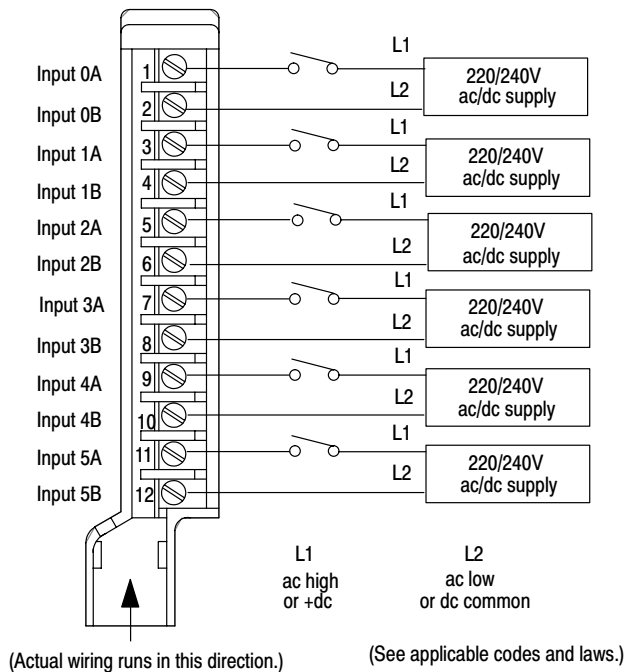 L1
Input 0A 1 220/240V
ac/dc supply
L2
Input 0B 2
L1
Input 1A 3 220/240V
ac/dc supply
L2
Input 1B 4
L1
Input 2A 5 220/240V
ac/dc supply
L2
Input 2B 6
L1
Input 3A 7 220/240V
ac/dc supply
L2
Input 3B 8
L1
Input 4A 9 220/240V
ac/dc supply
L2
Input 4B 10
L1
Input 5A 11 220/240V
ac/dc supply
L2
Input 5B 12
L1
ac high
or +dc
L2
ac low
or dc common
(Actual wiring runs in this direction.)
(See applicable codes and laws.)